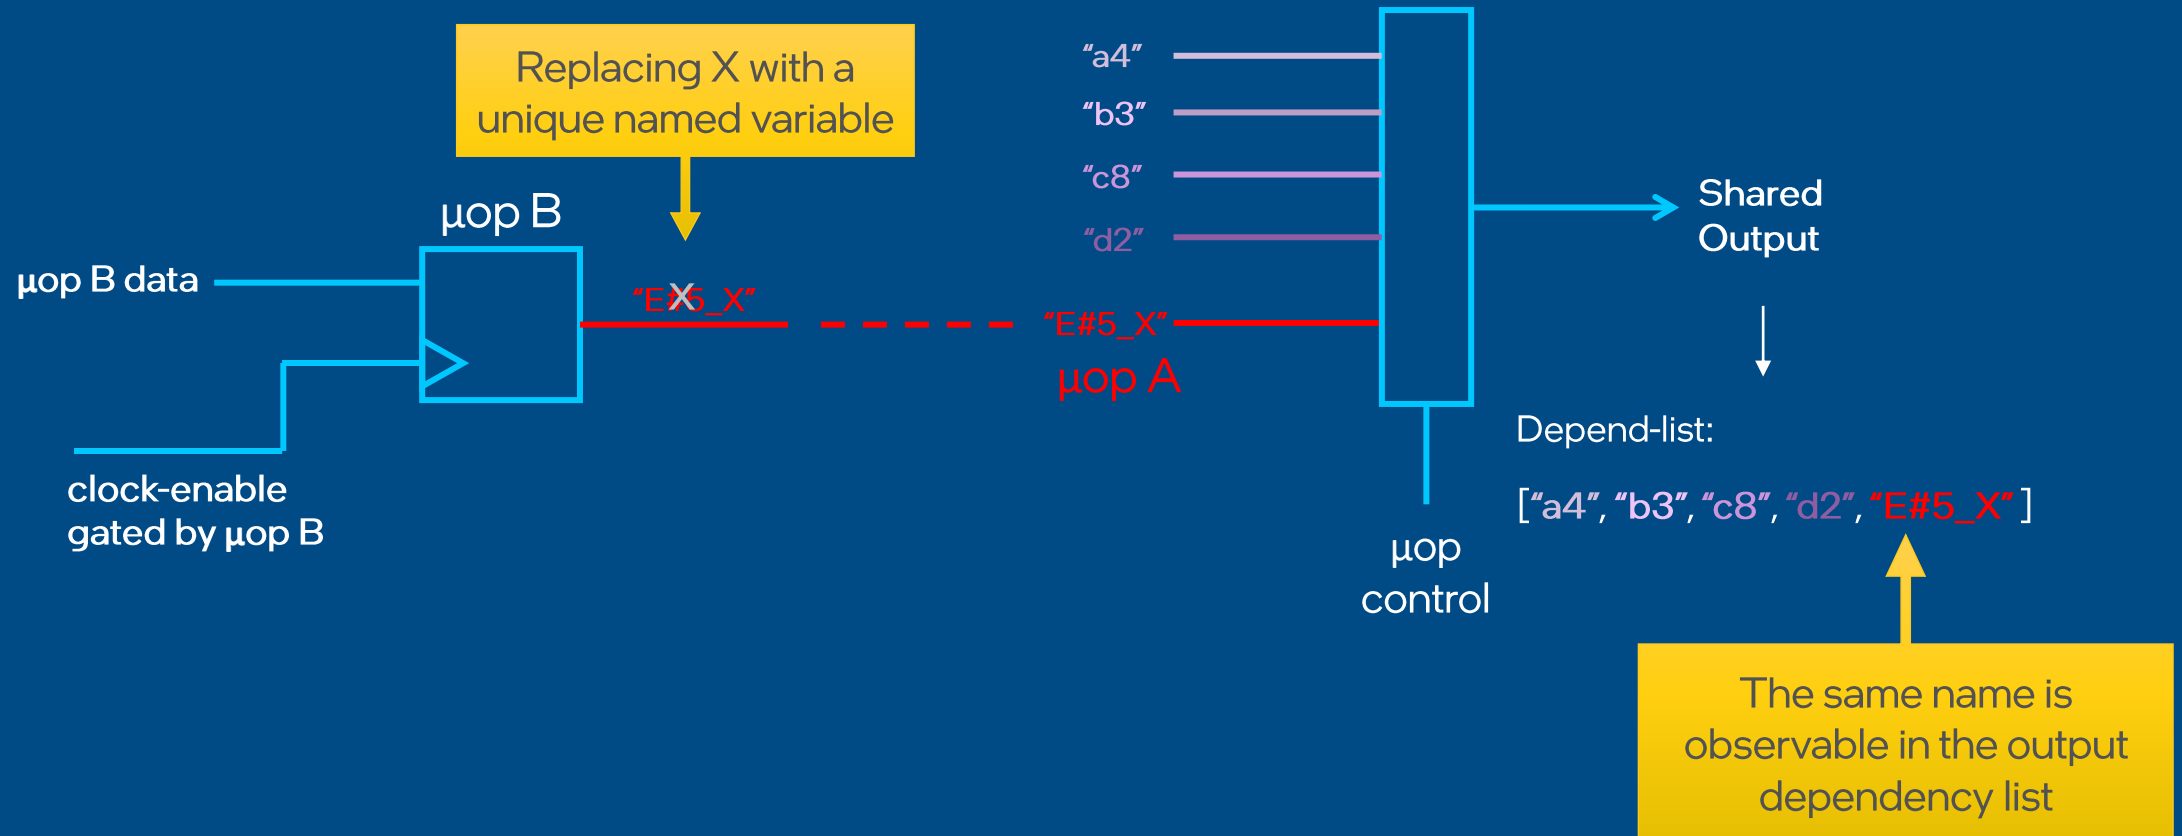 Replacing X with a
unique named variable
μop B
μop B data
"E#5_X"
X
clock-enable
gated by μop B
"a4"
"b3"
"c8"
"d2"
"E#5_X"
μop A
μop
control
Shared
Output
Depend-list:
["a4", "b3", "c8", "d2", "E#5_X" ]
The same name is
observable in the output
dependency list